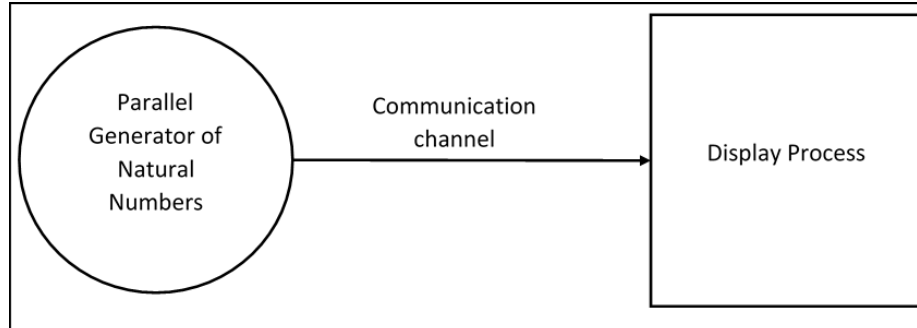 Parallel
Generator of
Natural
Numbers
Communication
channel
Display Process